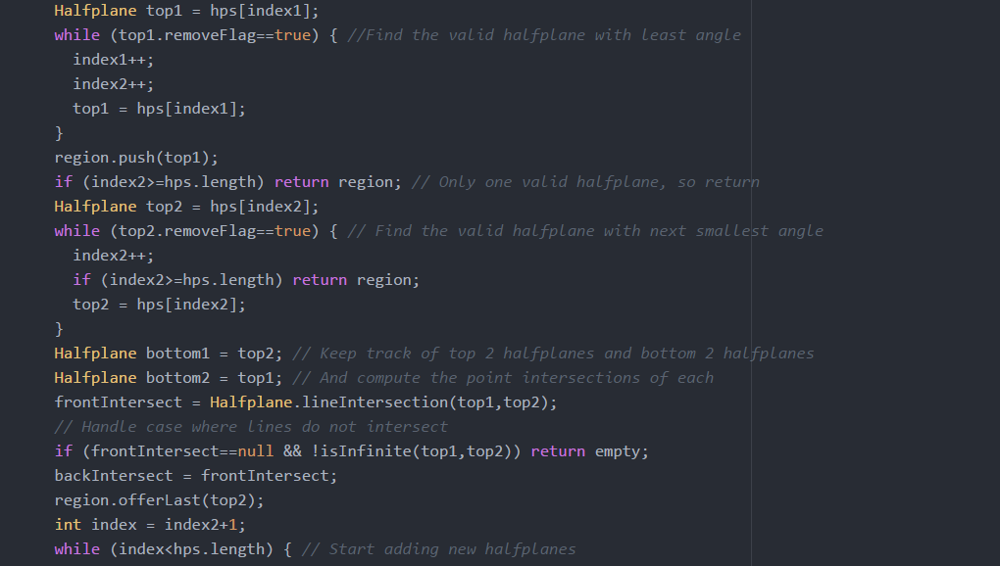 Halfplane top1 = hps[index1];
while (top1.removeFlag==true) { //Find the valid halfplane with least angle
index1++;
index2++;
top1 = hps[index1];
}
region.push(top1);
if (index2>=hps.length) return region; // Only one valid halfplane, so return
Halfplane top2 = hps[index2];
while (top2.removeFlag==true) { // Find the valid halfplane with next smallest angle
index2++;
if (index2>=hps.length) return region;
top2 = hps[index2];
}
Halfplane bottom1 = top2; // Keep track of top 2 halfplanes and bottom 2 halfplanes
Halfplane bottom2 = top1; // And compute the point intersections of each
frontIntersect = Halfplane.lineIntersection(top1,top2);
// Handle case where lines do not intersect
if (frontIntersect==null && !isInfinite(top1,top2)) return empty;
backIntersect = frontIntersect;
region.offerLast(top2);
int index = index2+1;
while (index<hps.length) { // Start adding new halfplanes